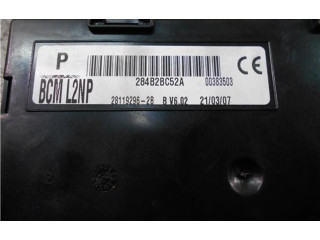 P
284B2BC52A 00383503
BCM L2NP
28119296-2B B V6.02 21/03/07
CE